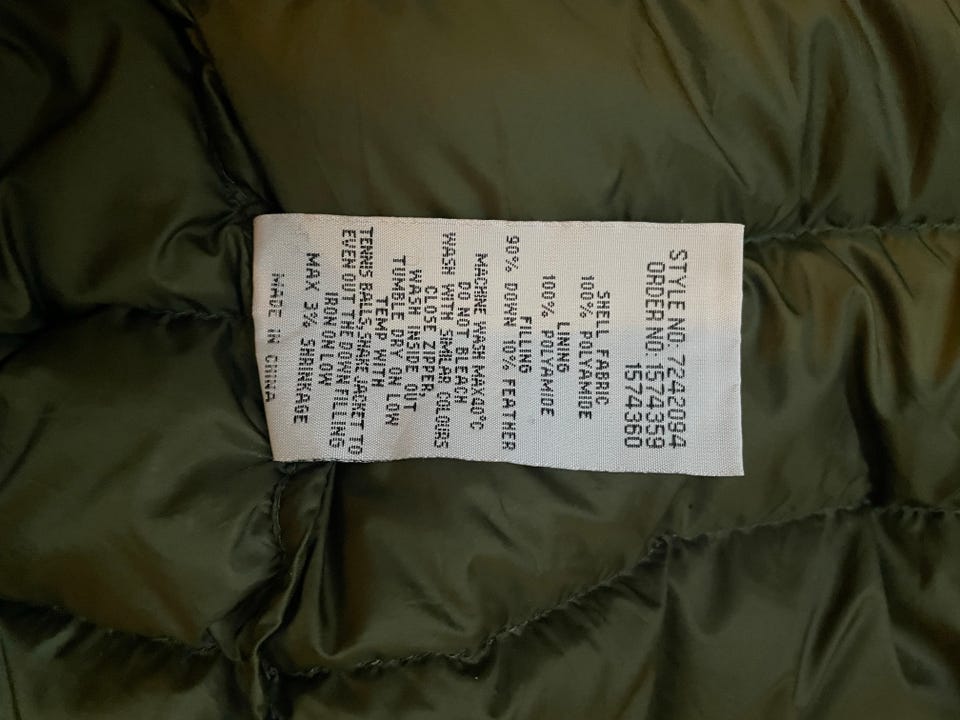 STYLE NO: 7242094
ORDER NO: 1574359
1574360
SHELL FABRIC
100% POLYAMIDE
LINING
100% POLYAMIDE
FILLING
90% DOWN 10% FEATHER
MACHINE WASH MAX40°C
DO NOT BLEACH
WASH WITH SIMILAR COLOURS
CLOSE ZIPPER,
WASH INSIDE OUT
TUMBLE DRY ON LOW
TEMP WITH
TENNIS BALLS,SHAKE JACKET TO
EVEN OUT THE DOWN FILLING
IRON ON LOW
MAX 3% SHRINKAGE
MADE IN CHINA